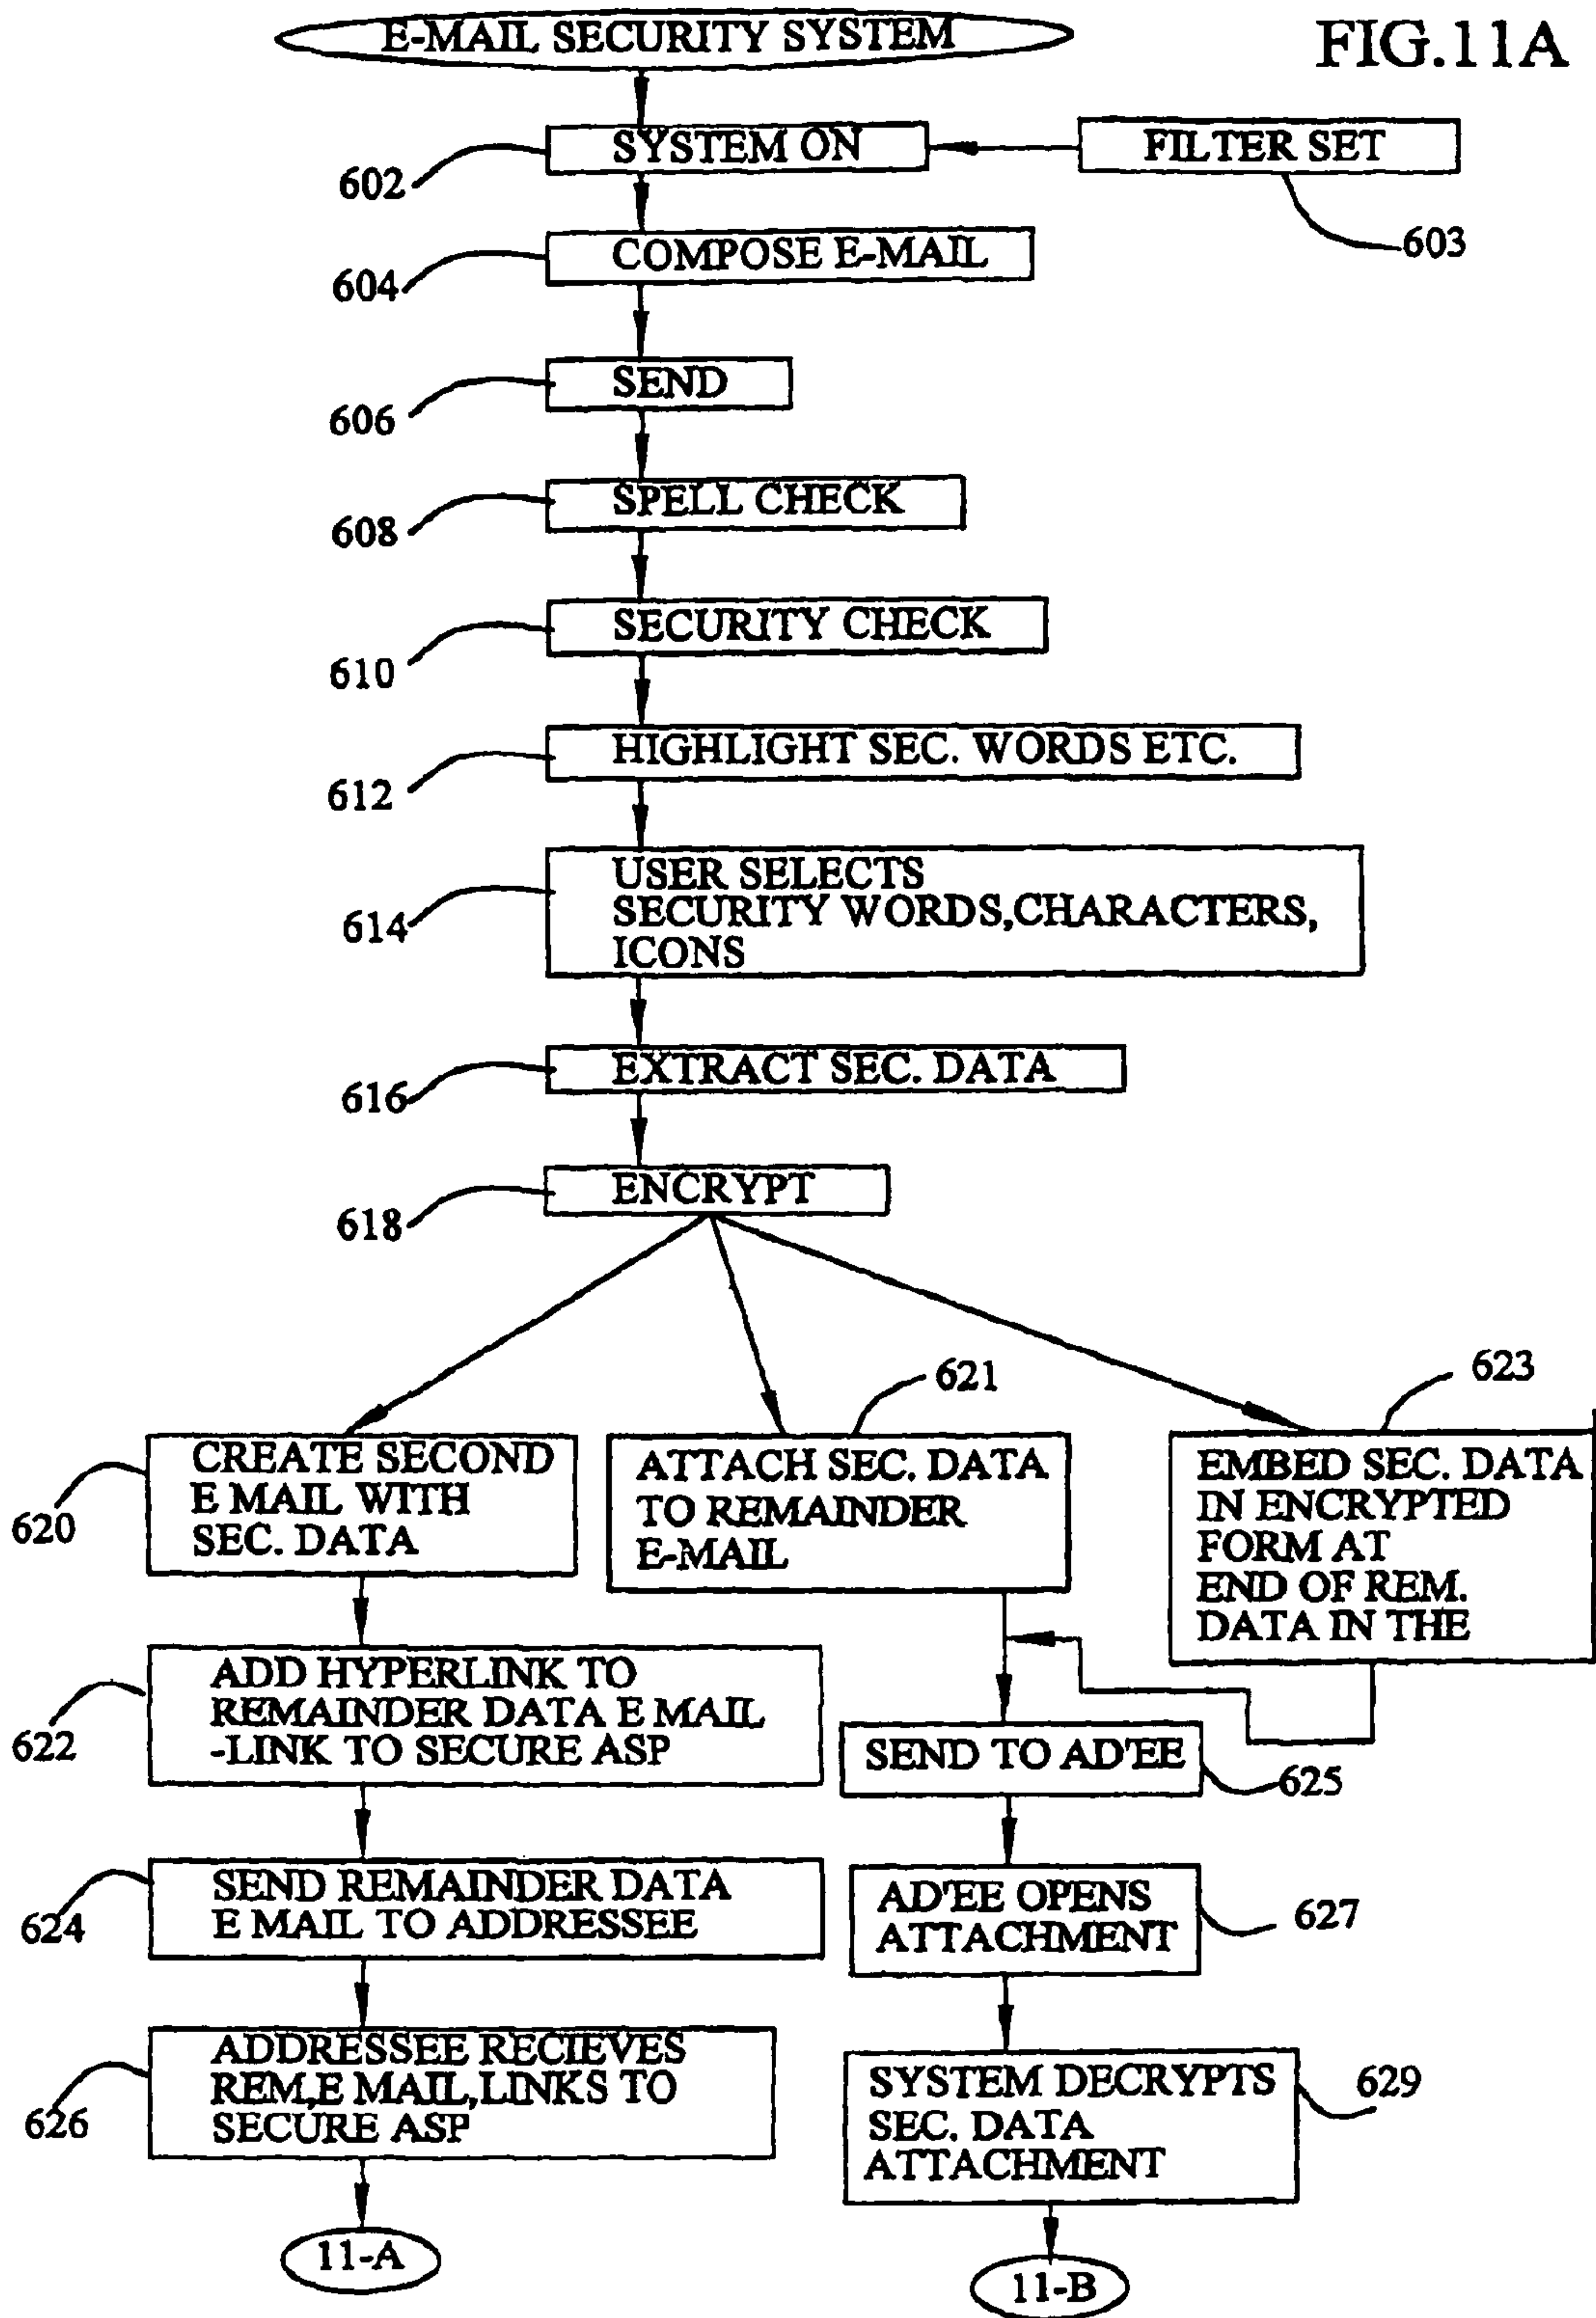 E-MAIL SECURITY SYSTEM
FIG.11A
SYSTEM ON
FILTER SET
602
603
COMPOSE E-MAIL
604
SEND
606
SPELL CHECK
608
SECURITY CHECK
610
HIGHLIGHT SEC. WORDS ETC.
612
USER SELECTS
SECURITY WORDS,CHARACTERS,
ICONS
614
EXTRACT SEC. DATA
616
ENCRYPT
618
621
623
CREATE SECOND
E MAIL WITH
SEC. DATA
620
ATTACH SEC. DATA
TO REMAINDER
E-MAIL
EMBED SEC. DATA
IN ENCRYPTED
FORM AT
END OF REM.
DATA IN THE
ADD HYPERLINK TO
REMAINDER DATA E MAIL
-LINK TO SECURE ASP
622
SEND TO AD'EE
625
SEND REMAINDER DATA
E MAIL TO ADDRESSEE
624
AD'EE OPENS
ATTACHMENT
627
ADDRESSEE RECIEVES
REM,E MAIL,LINKS TO
SECURE ASP
626
SYSTEM DECRYPTS
SEC. DATA
ATTACHMENT
629
11-A
11-B